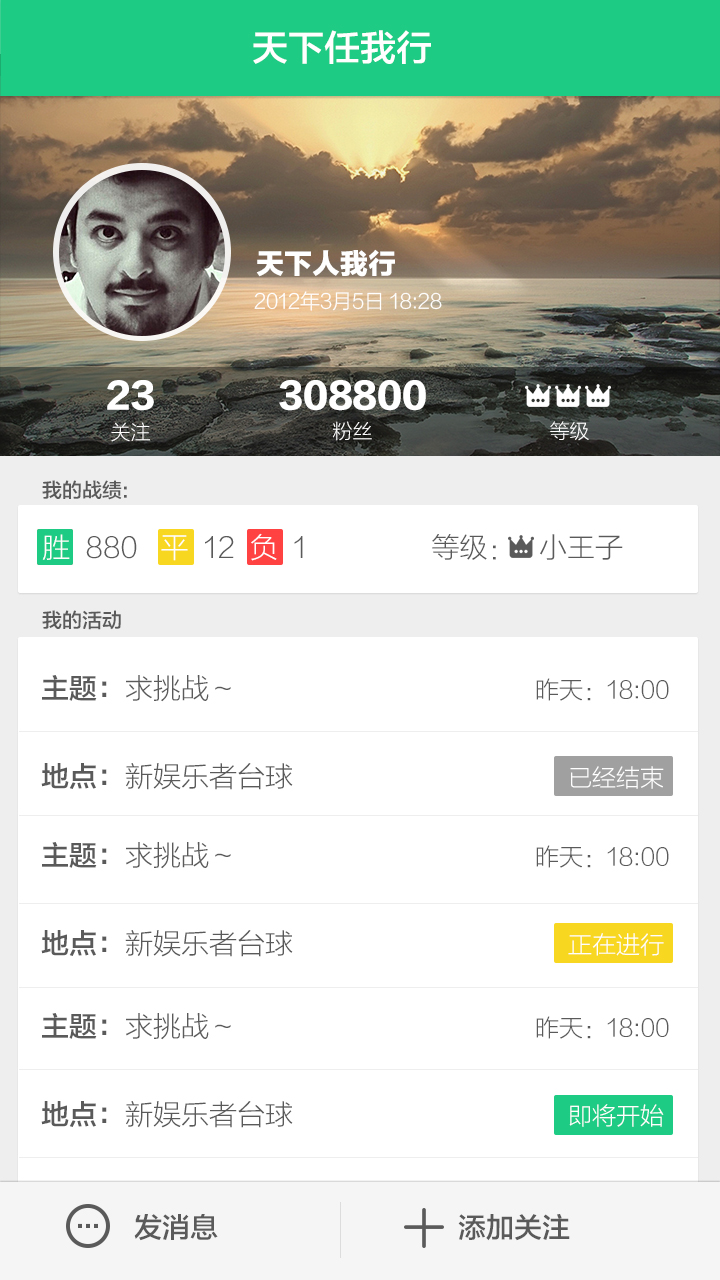 天下任我行
天下人我行
2012年3月5日 18:28
23 308800
关注 粉丝 等级
我的战绩:
胜 880 平 12 负 1 等级: 小王子
我的活动
主题: 求挑战~ 昨天: 18:00
地点: 新娱乐者台球 已经结束
主题: 求挑战~ 昨天: 18:00
地点: 新娱乐者台球 正在进行
主题: 求挑战~ 昨天: 18:00
地点: 新娱乐者台球 即将开始
发消息 添加关注